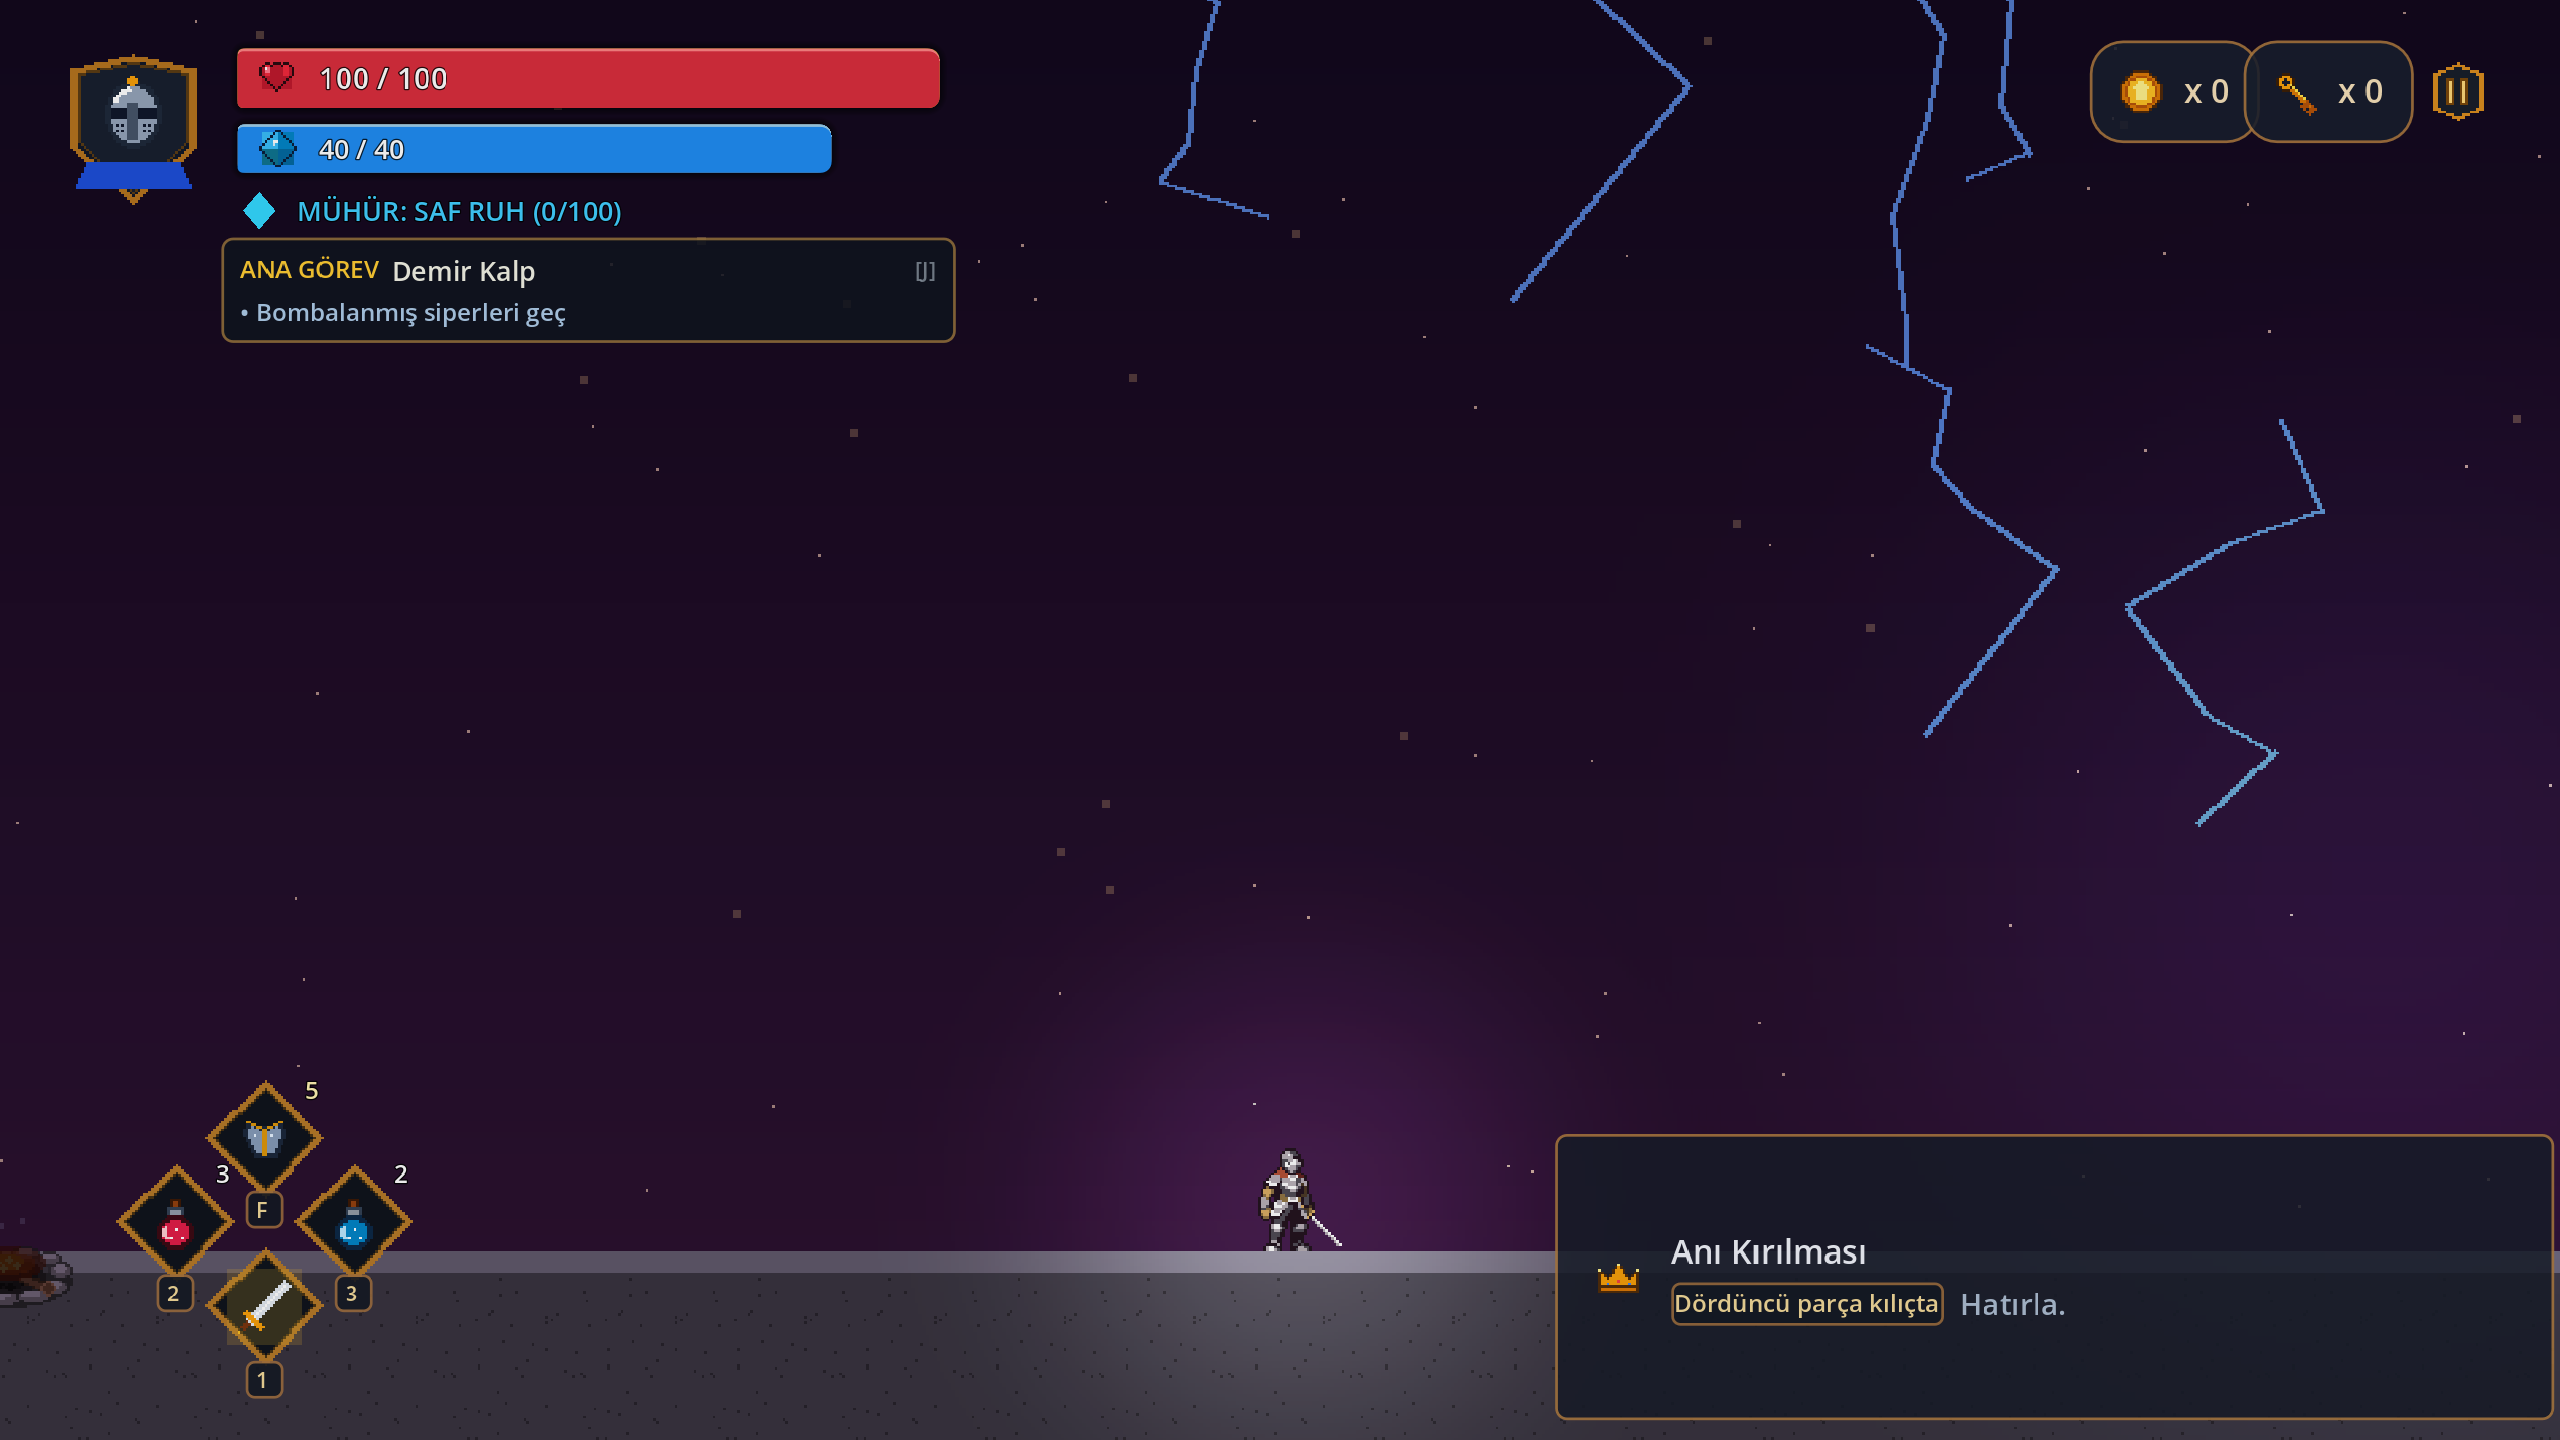 100 / 100
40 / 40
MÜHÜR: SAF RUH (0/100)
ANA GÖREV Demir Kalp [J]
• Bombalanmış siperleri geç
x 0
x 0
5
3
2
F
2
3
1
Anı Kırılması
Dördüncü parça kılıçta Hatırla.